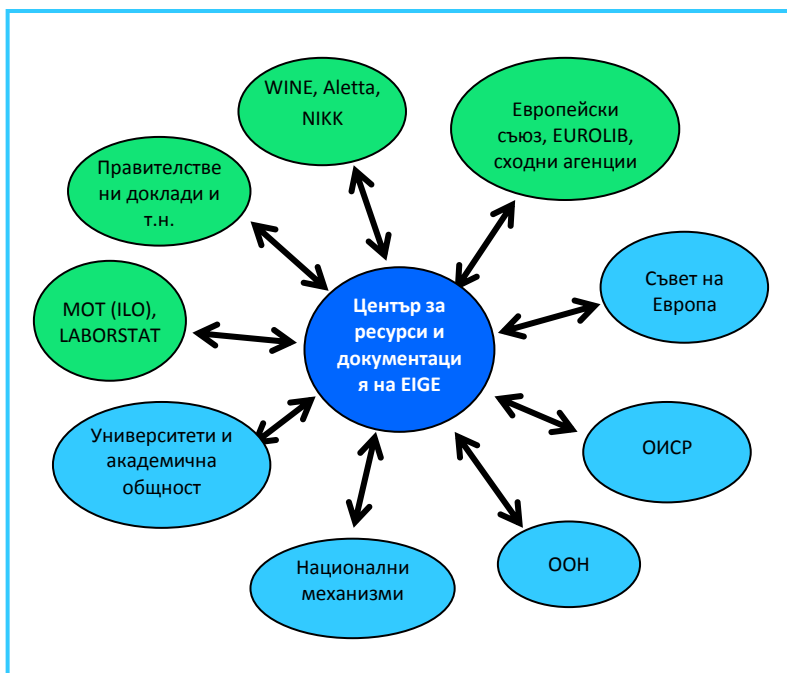 WINE, Aletta,
NIKK
Европейски
съюз, EUROLIB,
сходни агенции
Правителстве
ни доклади и
т.н.
Съвет на
Европа
МОТ (ILO),
LABORSTAT
Център за
ресурси и
документаци
я на EIGE
Университети и
академична
общност
ОИСР
Национални
механизми
ООН